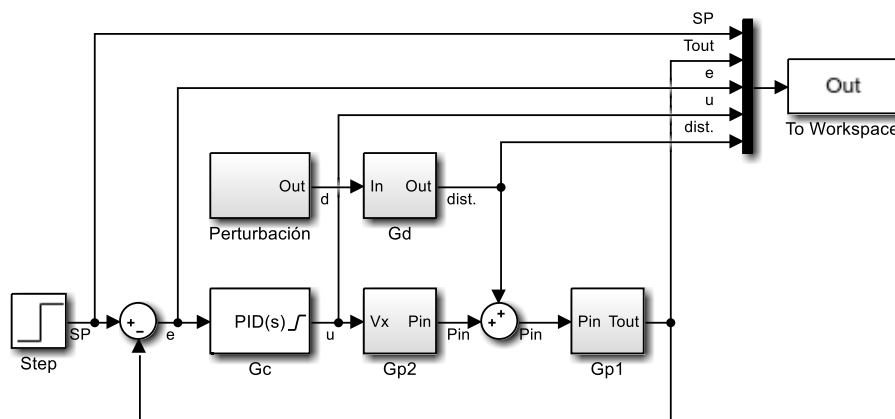 SP
Tout
e
u
dist.
Out
To Workspace
Out
d
In Out
dist.
Perturbación
Gd
SP
+
−
e
PID(s)
u
Vx Pin
Pin
+
+
Pin
Pin Tout
Step
Gc
Gp2
Gp1